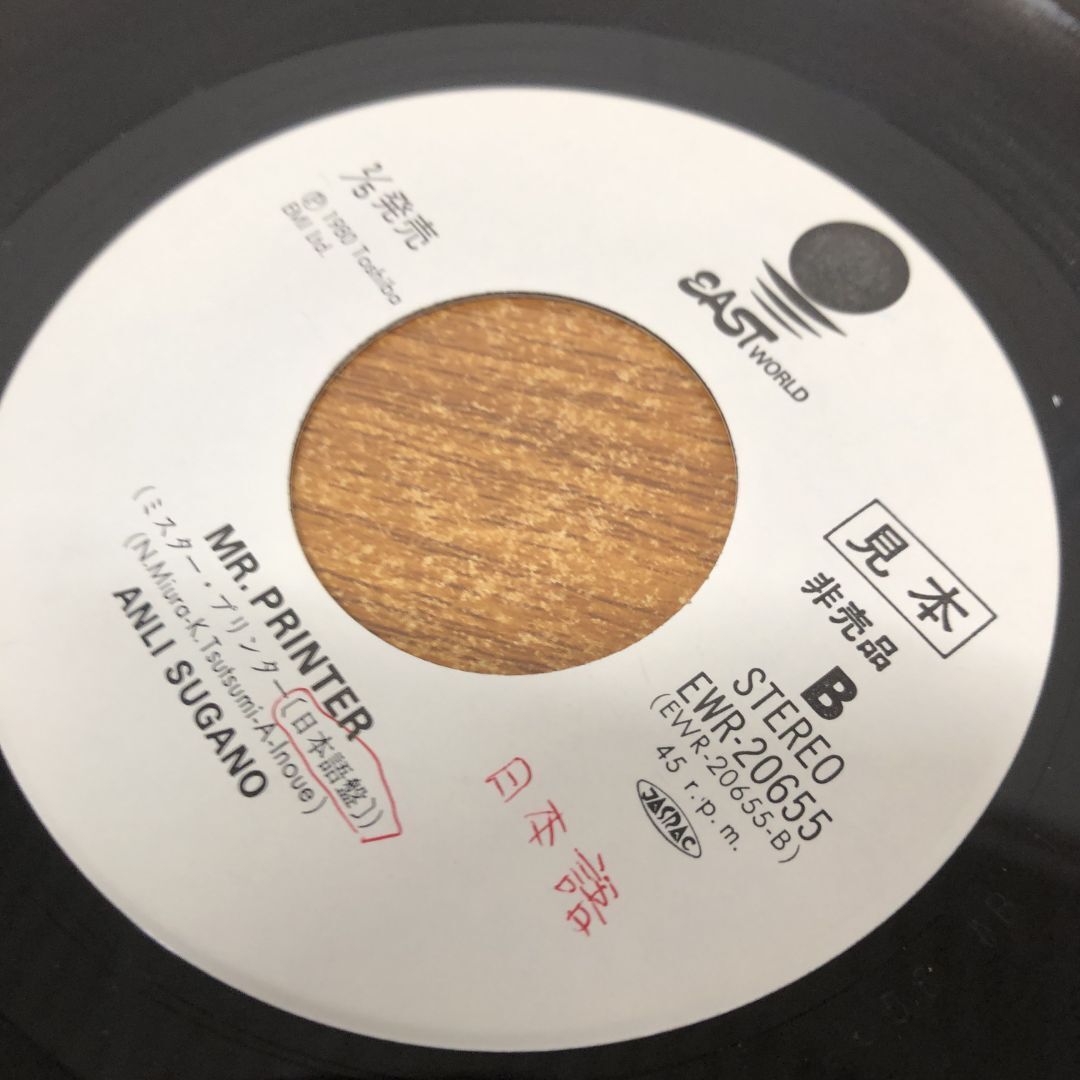 EAST WORLD
2/5 発売
Ⓟ 1980 Toshiba
EMI Ltd.
見本
非売品
B
STEREO
EWR-20655
(EWR-20655-B)
45 r.p.m.
JASRAC
MR. PRINTER
(ミスター・プリンター(日本語盤))
(N.Miura-K.Tsutsumi-A.Inoue)
ANLI SUGANO
日本語